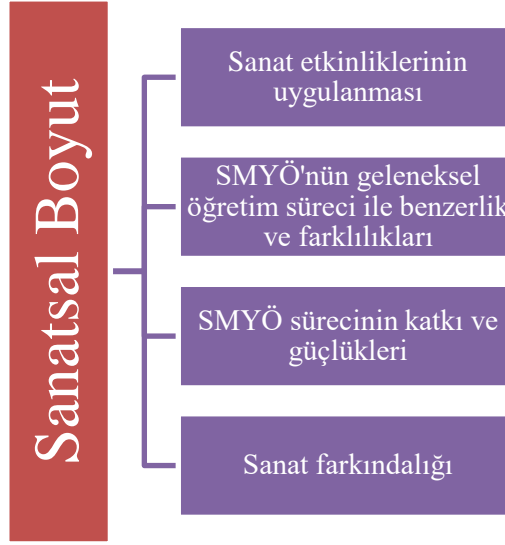 Sanatsal Boyut
Sanat etkinliklerinin
uygulanması
SMYÖ'nün geleneksel
öğretim süreci ile benzerlik
ve farklılıkları
SMYÖ sürecinin katkı ve
güçlükleri
Sanat farkındalığı